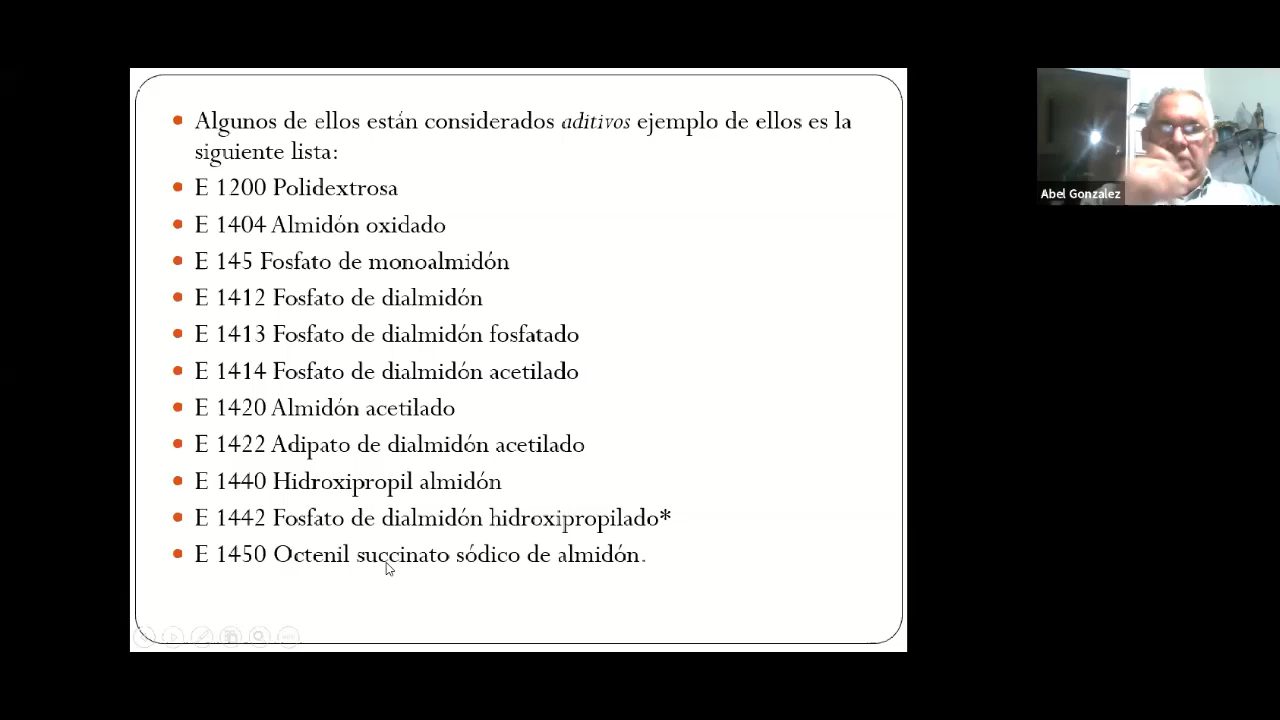 Algunos de ellos están considerados aditivos ejemplo de ellos es la
siguiente lista:
E 1200 Polidextrosa
E 1404 Almidón oxidado
E 145 Fosfato de monoalmidón
E 1412 Fosfato de dialmidón
E 1413 Fosfato de dialmidón fosfatado
E 1414 Fosfato de dialmidón acetilado
E 1420 Almidón acetilado
E 1422 Adipato de dialmidón acetilado
E 1440 Hidroxipropil almidón
E 1442 Fosfato de dialmidón hidroxipropilado*
E 1450 Octenil succinato sódico de almidón.
Abel Gonzalez